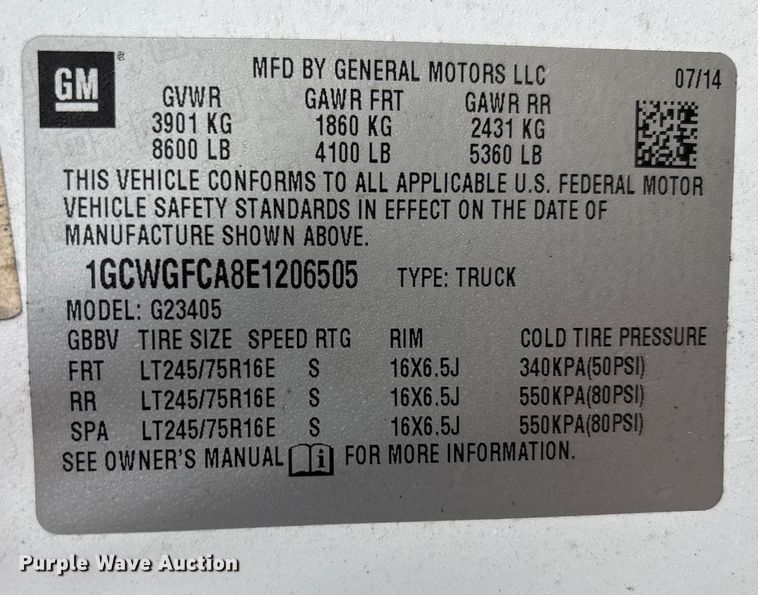 GM ®
MFD BY GENERAL MOTORS LLC 07/14
GVWR GAWR FRT GAWR RR
3901 KG 1860 KG 2431 KG
8600 LB 4100 LB 5360 LB
THIS VEHICLE CONFORMS TO ALL APPLICABLE U.S. FEDERAL MOTOR
VEHICLE SAFETY STANDARDS IN EFFECT ON THE DATE OF
MANUFACTURE SHOWN ABOVE.
1GCWGFCA8E1206505 TYPE: TRUCK
MODEL: G23405
GBBV TIRE SIZE SPEED RTG RIM COLD TIRE PRESSURE
FRT LT245/75R16E S 16X6.5J 340KPA(50PSI)
RR LT245/75R16E S 16X6.5J 550KPA(80PSI)
SPA LT245/75R16E S 16X6.5J 550KPA(80PSI)
SEE OWNER'S MANUAL i FOR MORE INFORMATION.
Purple Wave Auction